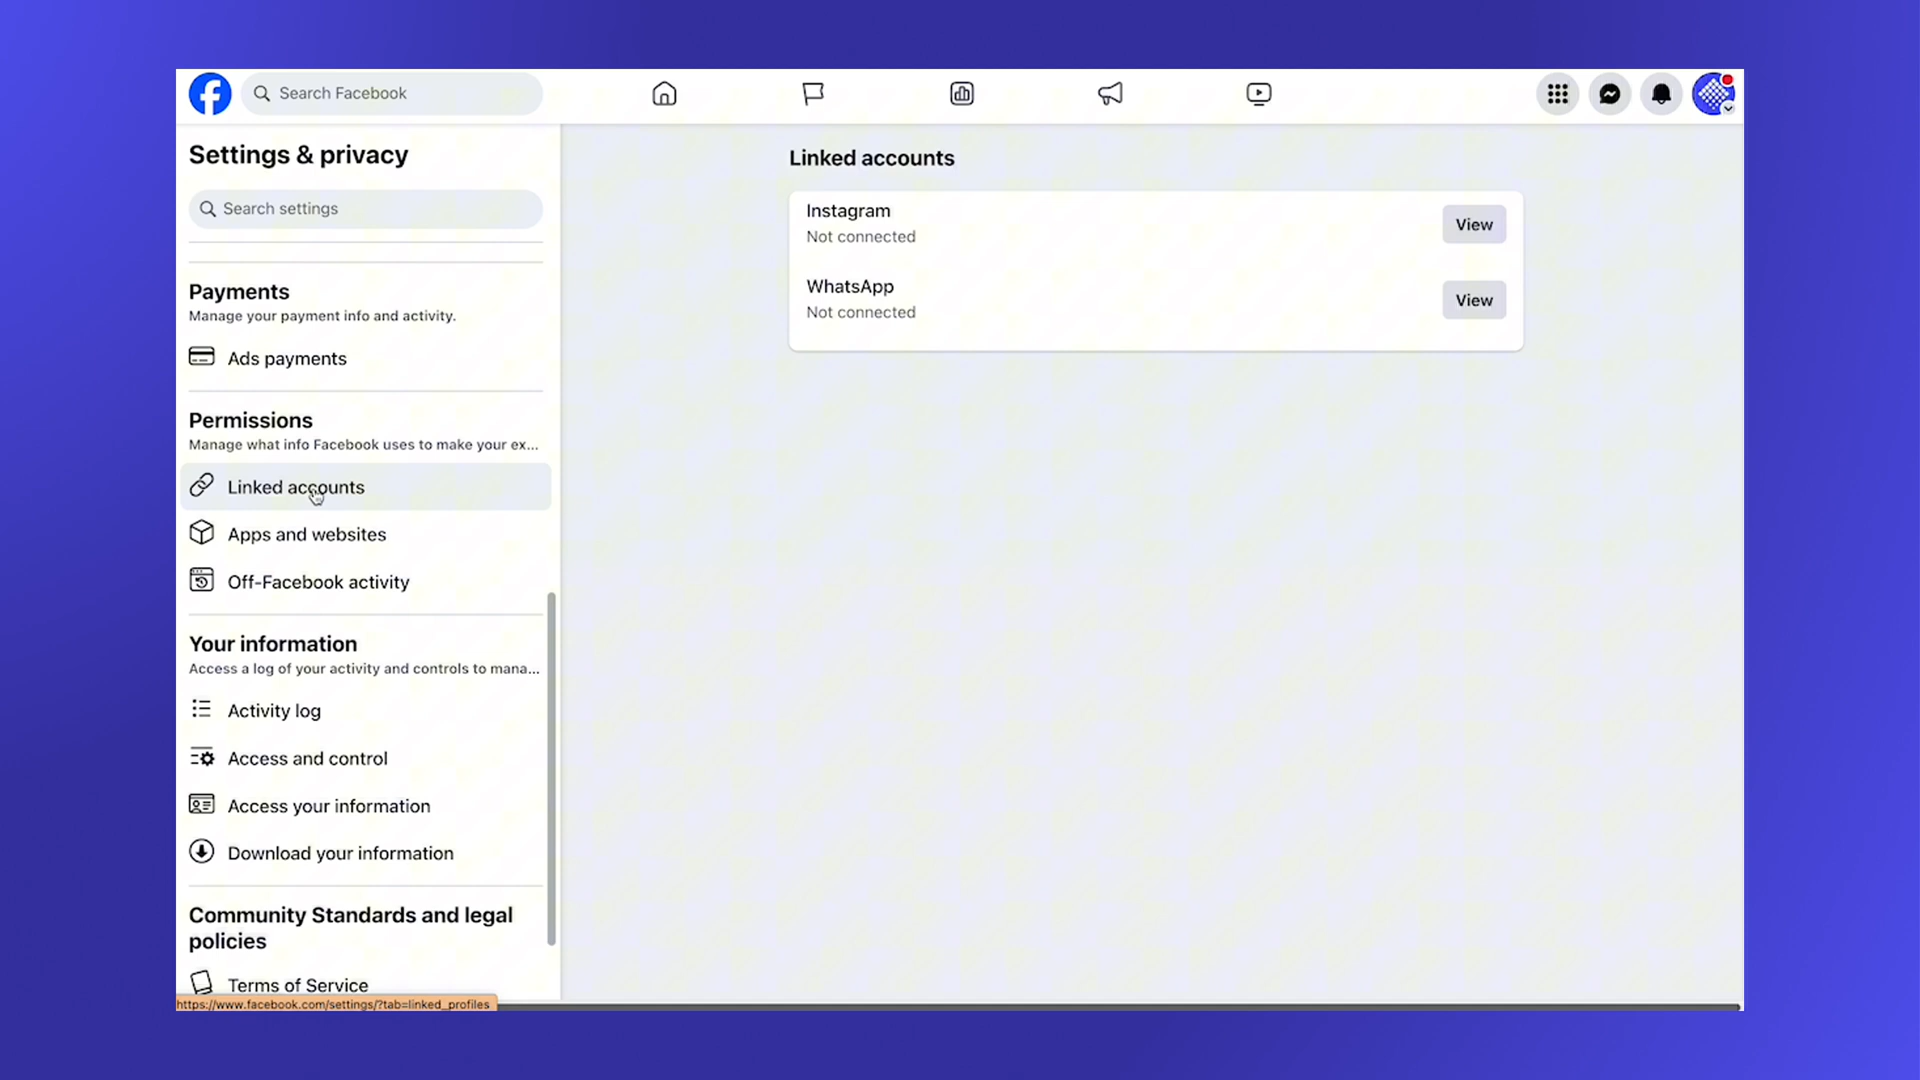 Search Facebook
Settings & privacy
Search settings
Payments
Manage your payment info and activity.
Ads payments
Permissions
Manage what info Facebook uses to make your ex...
Linked accounts
Apps and websites
Off-Facebook activity
Your information
Access a log of your activity and controls to mana...
Activity log
Access and control
Access your information
Download your information
Community Standards and legal
policies
Terms of Service
https://www.facebook.com/settings/?tab=linked_profiles
Linked accounts
Instagram
Not connected
View
WhatsApp
Not connected
View